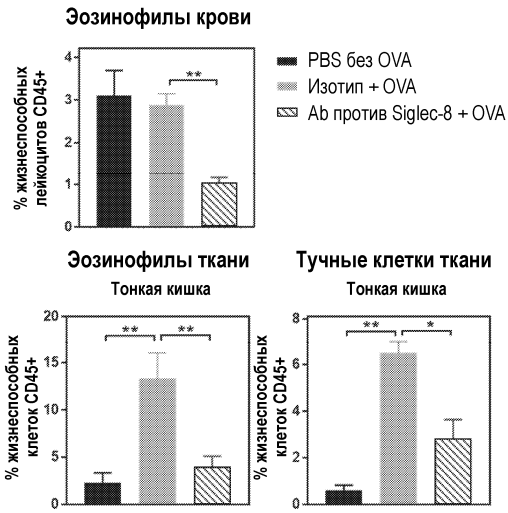 Эозинофилы крови
% жизнеспособных
лейкоцитов CD45+
4
3
2
1
0
**
PBS без OVA
Изотип + OVA
Ab против Siglec-8 + OVA
Эозинофилы ткани
Тонкая кишка
% жизнеспособных
клеток CD45+
20
15
10
5
0
**
**
Тучные клетки ткани
Тонкая кишка
% жизнеспособных
клеток CD45+
8
6
4
2
0
**
*